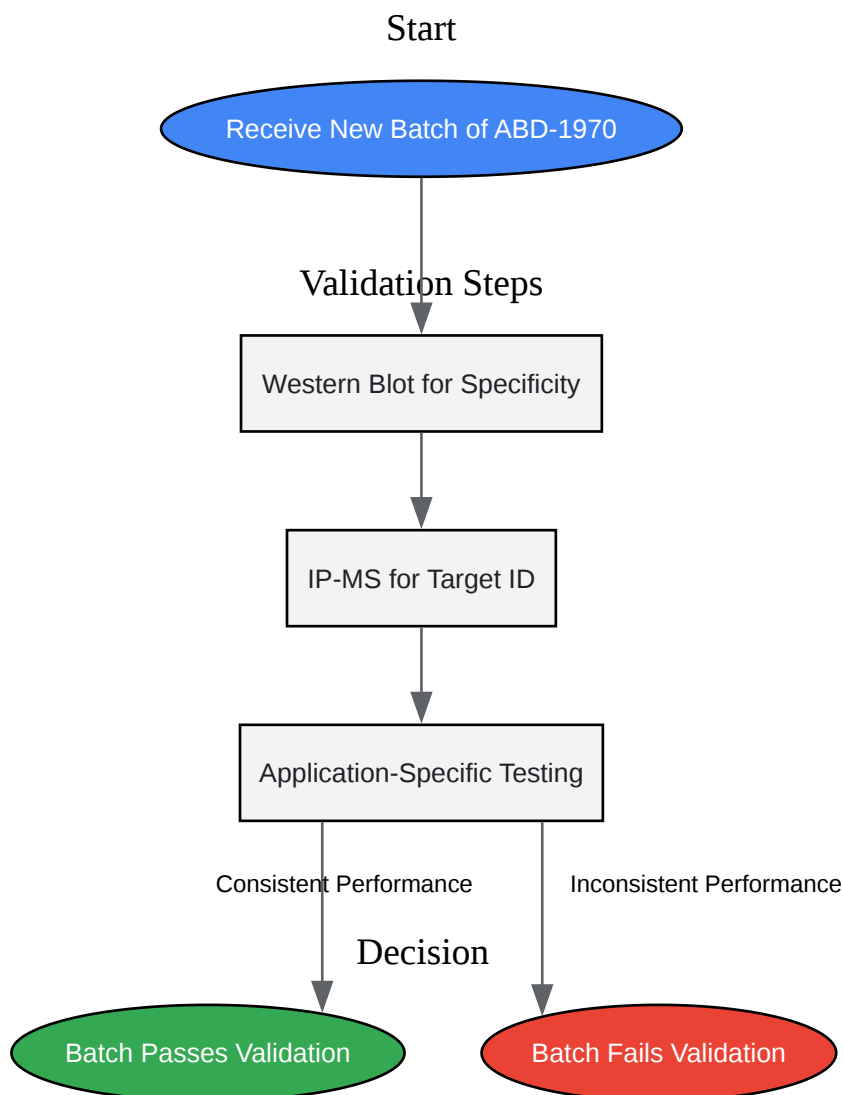 Start
Receive New Batch of ABD-1970
Validation Steps
Western Blot for Specificity
IP-MS for Target ID
Application-Specific Testing
Consistent Performance
Inconsistent Performance
Decision
Batch Passes Validation
Batch Fails Validation